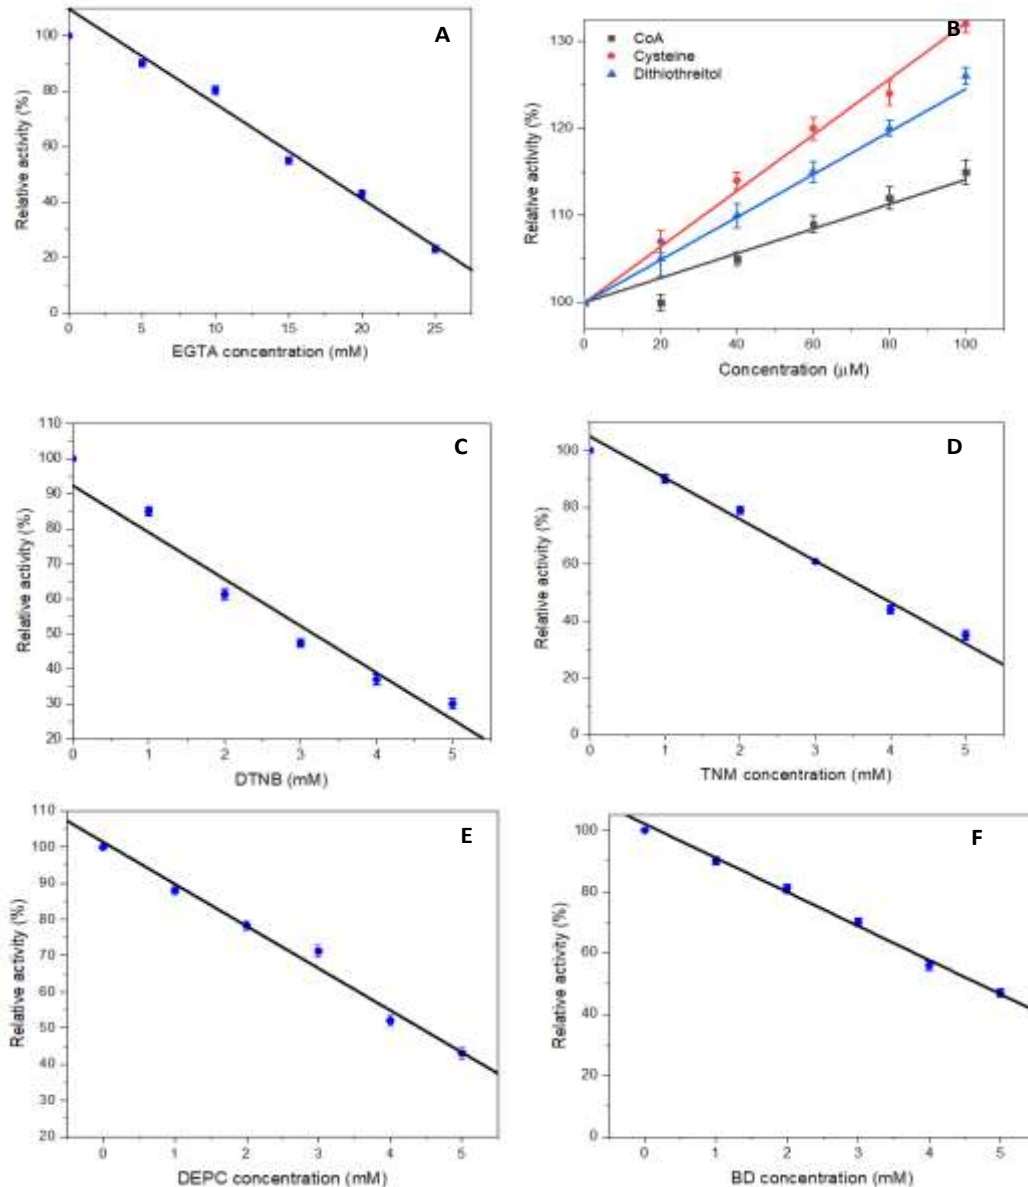 A
Relative activity (%)
100
80
60
40
20
0
0 5 10 15 20 25
EGTA concentration (mM)
B
CoA
Cysteine
Dithiothreitol
Relative activity (%)
130
120
110
100
0 20 40 60 80 100
Concentration (μM)
C
Relative activity (%)
110
100
90
80
70
60
50
40
30
20
0 1 2 3 4 5
DTNB (mM)
D
Relative activity (%)
100
80
60
40
20
0
0 1 2 3 4 5
TNM concentration (mM)
E
Relative activity (%)
110
100
90
80
70
60
50
40
30
20
0 1 2 3 4 5
DEPC concentration (mM)
F
Relative activity (%)
100
80
60
40
20
0
0 1 2 3 4 5
BD concentration (mM)